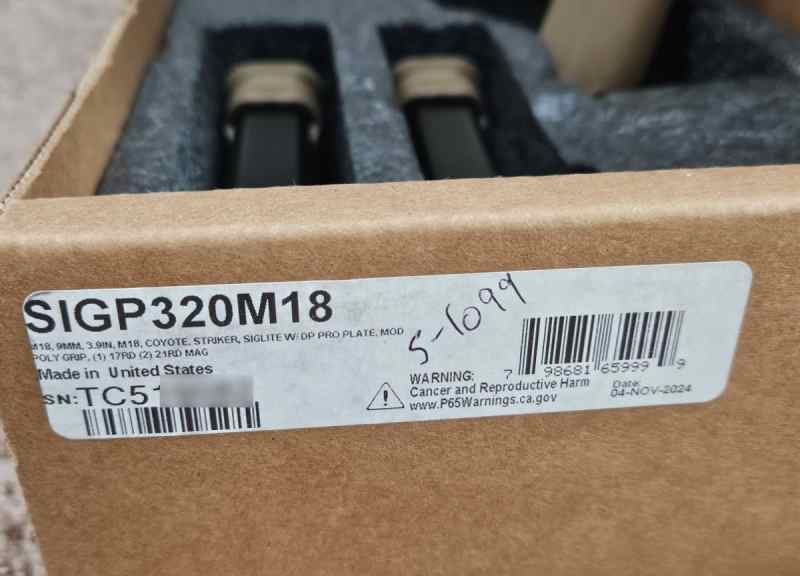 SIGP320M18
M18, 9MM, 3.9IN, M18, COYOTE, STRIKER, SIGLITE W/ DP PRO PLATE, MOD
POLY GRIP, (1) 17RD (2) 21RD MAG
Made in United States
SN: TC51
S-1099
7 98681 65999 9
WARNING:
Cancer and Reproductive Harm
www.P65Warnings.ca.gov
Date:
04-NOV-2024